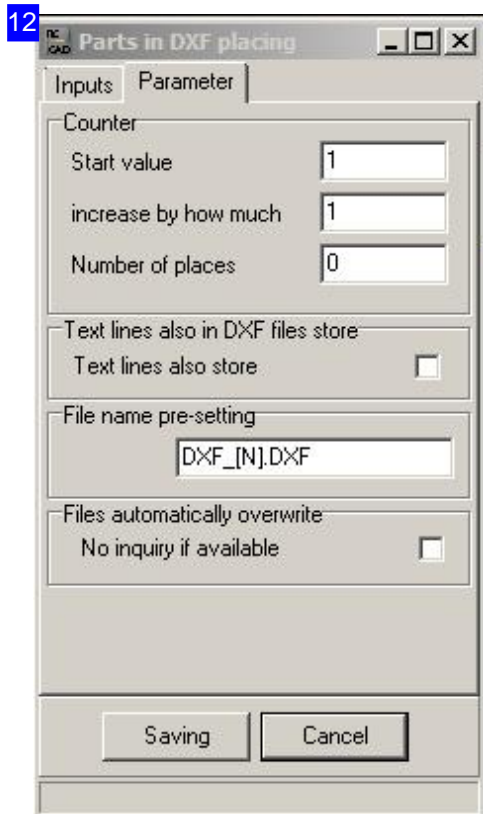 12
nc CAD Parts in DXF placing
Inputs Parameter
Counter
Start value 1
increase by how much 1
Number of places 0
Text lines also in DXF files store
Text lines also store
File name pre-setting
DXF_[N].DXF
Files automatically overwrite
No inquiry if available
Saving Cancel